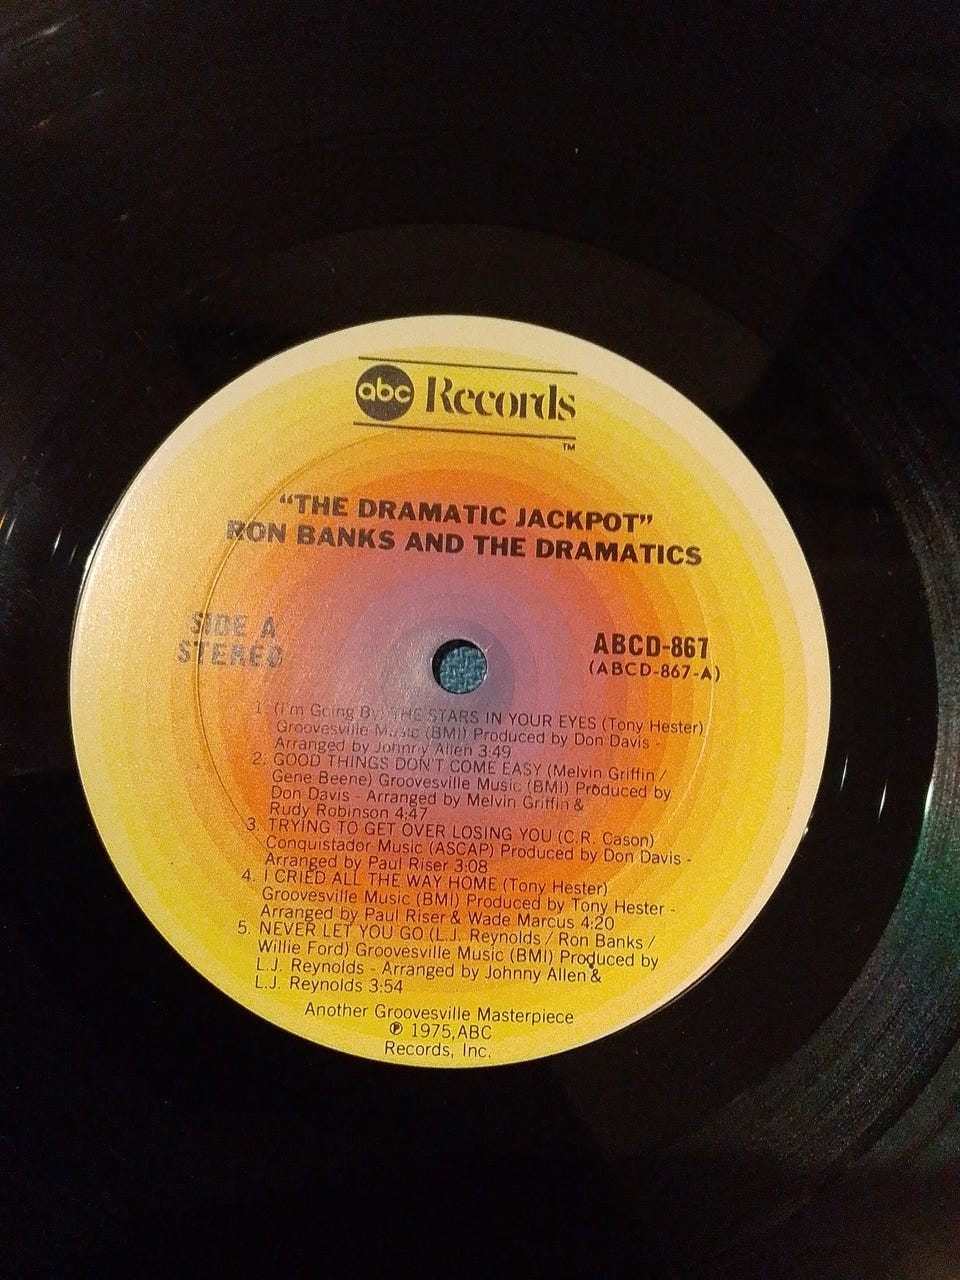 abc Records
TM
“THE DRAMATIC JACKPOT”
RON BANKS AND THE DRAMATICS
SIDE A
STEREO
ABCD-867
(ABCD-867-A)
1. (I'm Going By) THE STARS IN YOUR EYES (Tony Hester)
Groovesville Music (BMI) Produced by Don Davis -
Arranged by Johnny Allen 3:49
2. GOOD THINGS DON'T COME EASY (Melvin Griffin /
Gene Beene) Groovesville Music (BMI) Produced by
Don Davis - Arranged by Melvin Griffin &
Rudy Robinson 4:47
3. TRYING TO GET OVER LOSING YOU (C.R. Cason)
Conquistador Music (ASCAP) Produced by Don Davis -
Arranged by Paul Riser 3:08
4. I CRIED ALL THE WAY HOME (Tony Hester)
Groovesville Music (BMI) Produced by Tony Hester -
Arranged by Paul Riser & Wade Marcus 4:20
5. NEVER LET YOU GO (L.J. Reynolds / Ron Banks /
Willie Ford) Groovesville Music (BMI) Produced by
L.J. Reynolds - Arranged by Johnny Allen &
L.J. Reynolds 3:54
Another Groovesville Masterpiece
℗ 1975, ABC
Records, Inc.